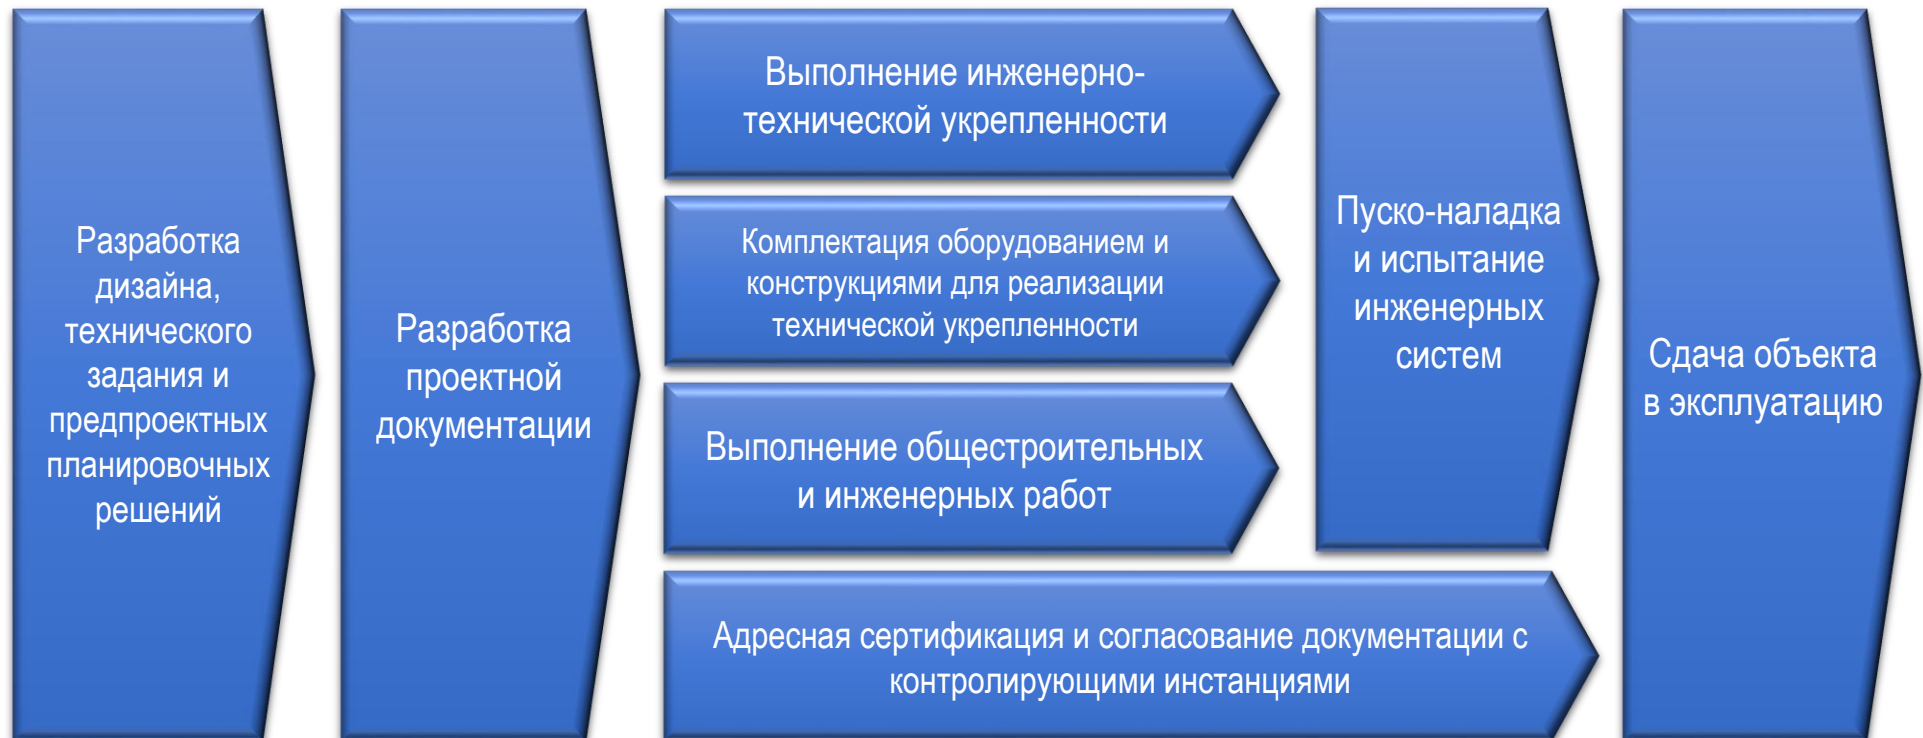 Разработка
дизайна,
технического
задания и
предпроектных
планировочных
решений
Разработка
проектной
документации
Выполнение инженерно-
технической укрепленности
Комплектация оборудованием и
конструкциями для реализации
технической укрепленности
Выполнение общестроительных
и инженерных работ
Адресная сертификация и согласование документации с
контролирующими инстанциями
Пуско-наладка
и испытание
инженерных
систем
Сдача объекта
в эксплуатацию